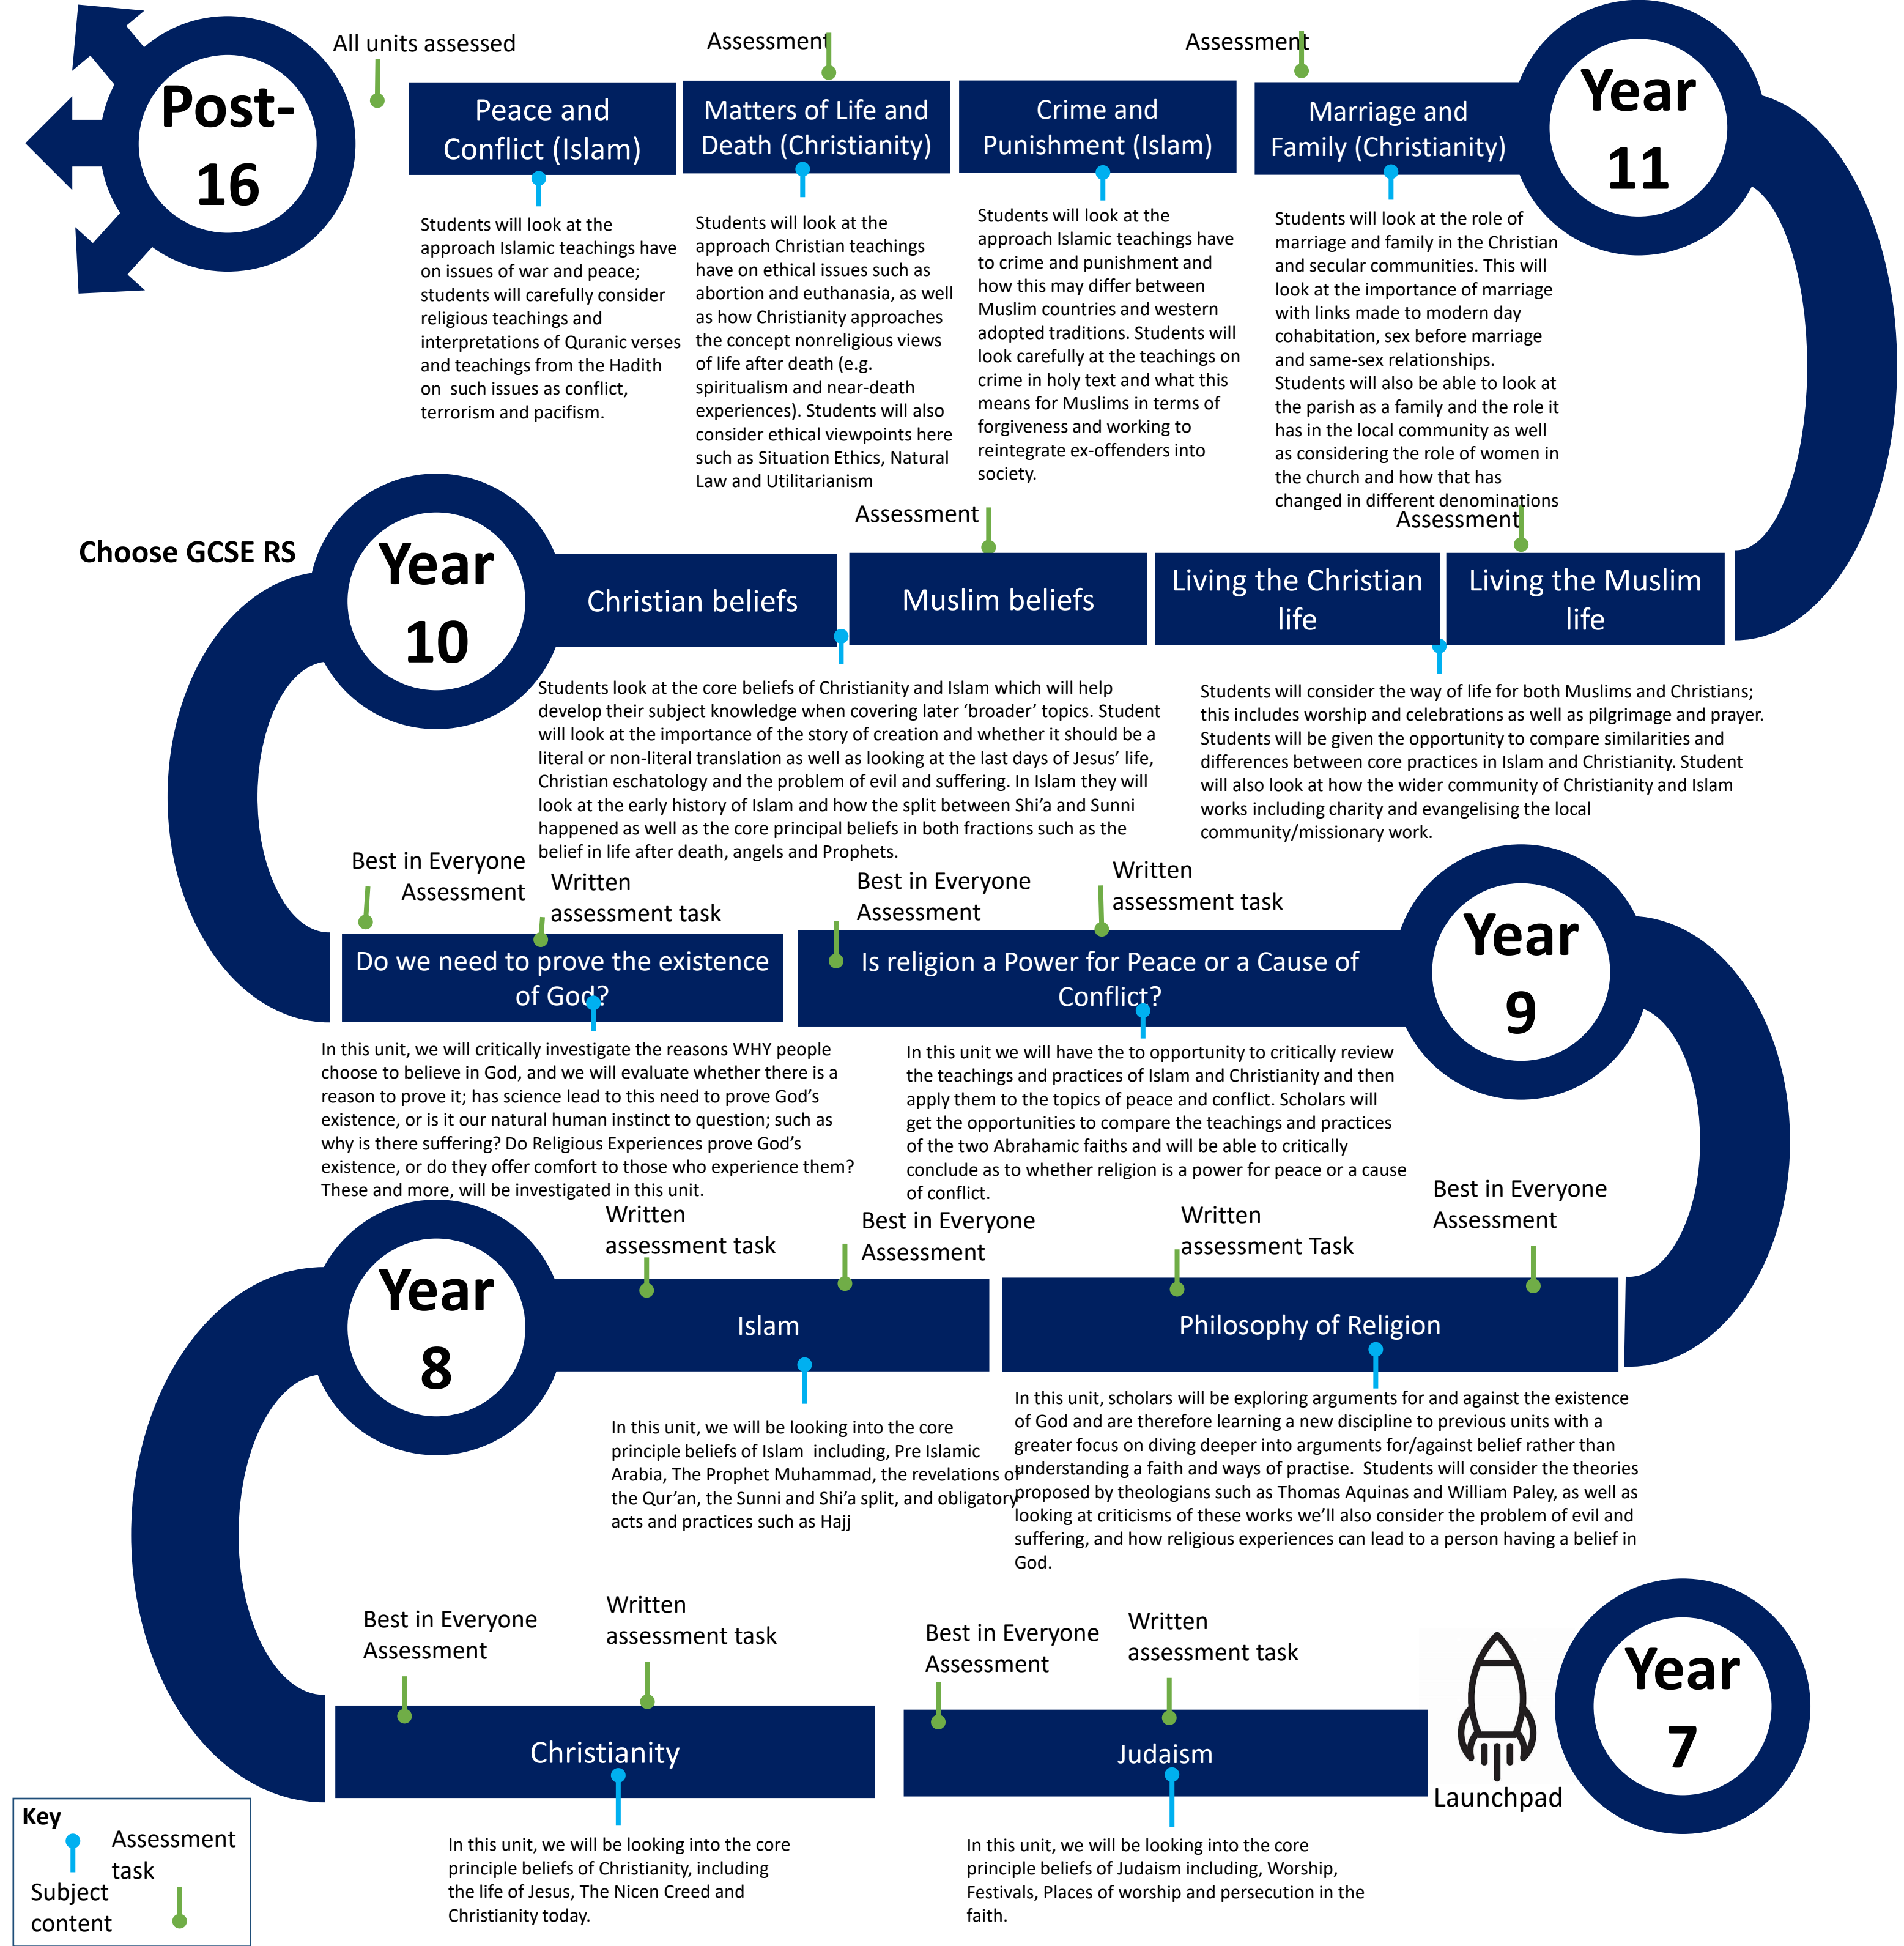 All units assessed
Assessment
Assessment
Post-
16
Peace and
Conflict (Islam)
Matters of Life and
Death (Christianity)
Crime and
Punishment (Islam)
Marriage and
Family (Christianity)
Year
11
Students will look at the
approach Islamic teachings have
on issues of war and peace;
students will carefully consider
religious teachings and
interpretations of Quranic verses
and teachings from the Hadith
on  such issues as conflict,
terrorism and pacifism.
Students will look at the
approach Christian teachings
have on ethical issues such as
abortion and euthanasia, as well
as how Christianity approaches
the concept nonreligious views
of life after death (e.g.
spiritualism and near-death
experiences). Students will also
consider ethical viewpoints here
such as Situation Ethics, Natural
Law and Utilitarianism
Students will look at the
approach Islamic teachings have
to crime and punishment and
how this may differ between
Muslim countries and western
adopted traditions. Students will
look carefully at the teachings on
crime in holy text and what this
means for Muslims in terms of
forgiveness and working to
reintegrate ex-offenders into
society.
Students will look at the role of
marriage and family in the Christian
and secular communities. This will
look at the importance of marriage
with links made to modern day
cohabitation, sex before marriage
and same-sex relationships.
Students will also be able to look at
the parish as a family and the role it
has in the local community as well
as considering the role of women in
the church and how that has
changed in different denominations
Assessment
Assessment
Choose GCSE RS
Year
10
Christian beliefs
Muslim beliefs
Living the Christian
life
Living the Muslim
life
Students look at the core beliefs of Christianity and Islam which will help
develop their subject knowledge when covering later ‘broader’ topics. Student
will look at the importance of the story of creation and whether it should be a
literal or non-literal translation as well as looking at the last days of Jesus’ life,
Christian eschatology and the problem of evil and suffering. In Islam they will
look at the early history of Islam and how the split between Shi’a and Sunni
happened as well as the core principal beliefs in both fractions such as the
belief in life after death, angels and Prophets.
Students will consider the way of life for both Muslims and Christians;
this includes worship and celebrations as well as pilgrimage and prayer.
Students will be given the opportunity to compare similarities and
differences between core practices in Islam and Christianity. Student
will also look at how the wider community of Christianity and Islam
works including charity and evangelising the local
community/missionary work.
Best in Everyone
Assessment
Written
assessment task
Best in Everyone
Assessment
Written
assessment task
Do we need to prove the existence
of God?
Is religion a Power for Peace or a Cause of
Conflict?
Year
9
In this unit, we will critically investigate the reasons WHY people
choose to believe in God, and we will evaluate whether there is a
reason to prove it; has science lead to this need to prove God’s
existence, or is it our natural human instinct to question; such as
why is there suffering? Do Religious Experiences prove God’s
existence, or do they offer comfort to those who experience them?
These and more, will be investigated in this unit.
In this unit we will have the to opportunity to critically review
the teachings and practices of Islam and Christianity and then
apply them to the topics of peace and conflict. Scholars will
get the opportunities to compare the teachings and practices
of the two Abrahamic faiths and will be able to critically
conclude as to whether religion is a power for peace or a cause
of conflict.
Written
assessment task
Best in Everyone
Assessment
Written
assessment Task
Best in Everyone
Assessment
Year
8
Islam
Philosophy of Religion
In this unit, we will be looking into the core
principle beliefs of Islam  including, Pre Islamic
Arabia, The Prophet Muhammad, the revelations of
the Qur’an, the Sunni and Shi’a split, and obligatory
acts and practices such as Hajj
In this unit, scholars will be exploring arguments for and against the existence
of God and are therefore learning a new discipline to previous units with a
greater focus on diving deeper into arguments for/against belief rather than
understanding a faith and ways of practise.  Students will consider the theories
proposed by theologians such as Thomas Aquinas and William Paley, as well as
looking at criticisms of these works we’ll also consider the problem of evil and
suffering, and how religious experiences can lead to a person having a belief in
God.
Best in Everyone
Assessment
Written
assessment task
Best in Everyone
Assessment
Written
assessment task
Christianity
Judaism
Launchpad
Year
7
In this unit, we will be looking into the core
principle beliefs of Christianity, including
the life of Jesus, The Nicen Creed and
Christianity today.
In this unit, we will be looking into the core
principle beliefs of Judaism including, Worship,
Festivals, Places of worship and persecution in the
faith.
Key
Assessment
task
Subject
content